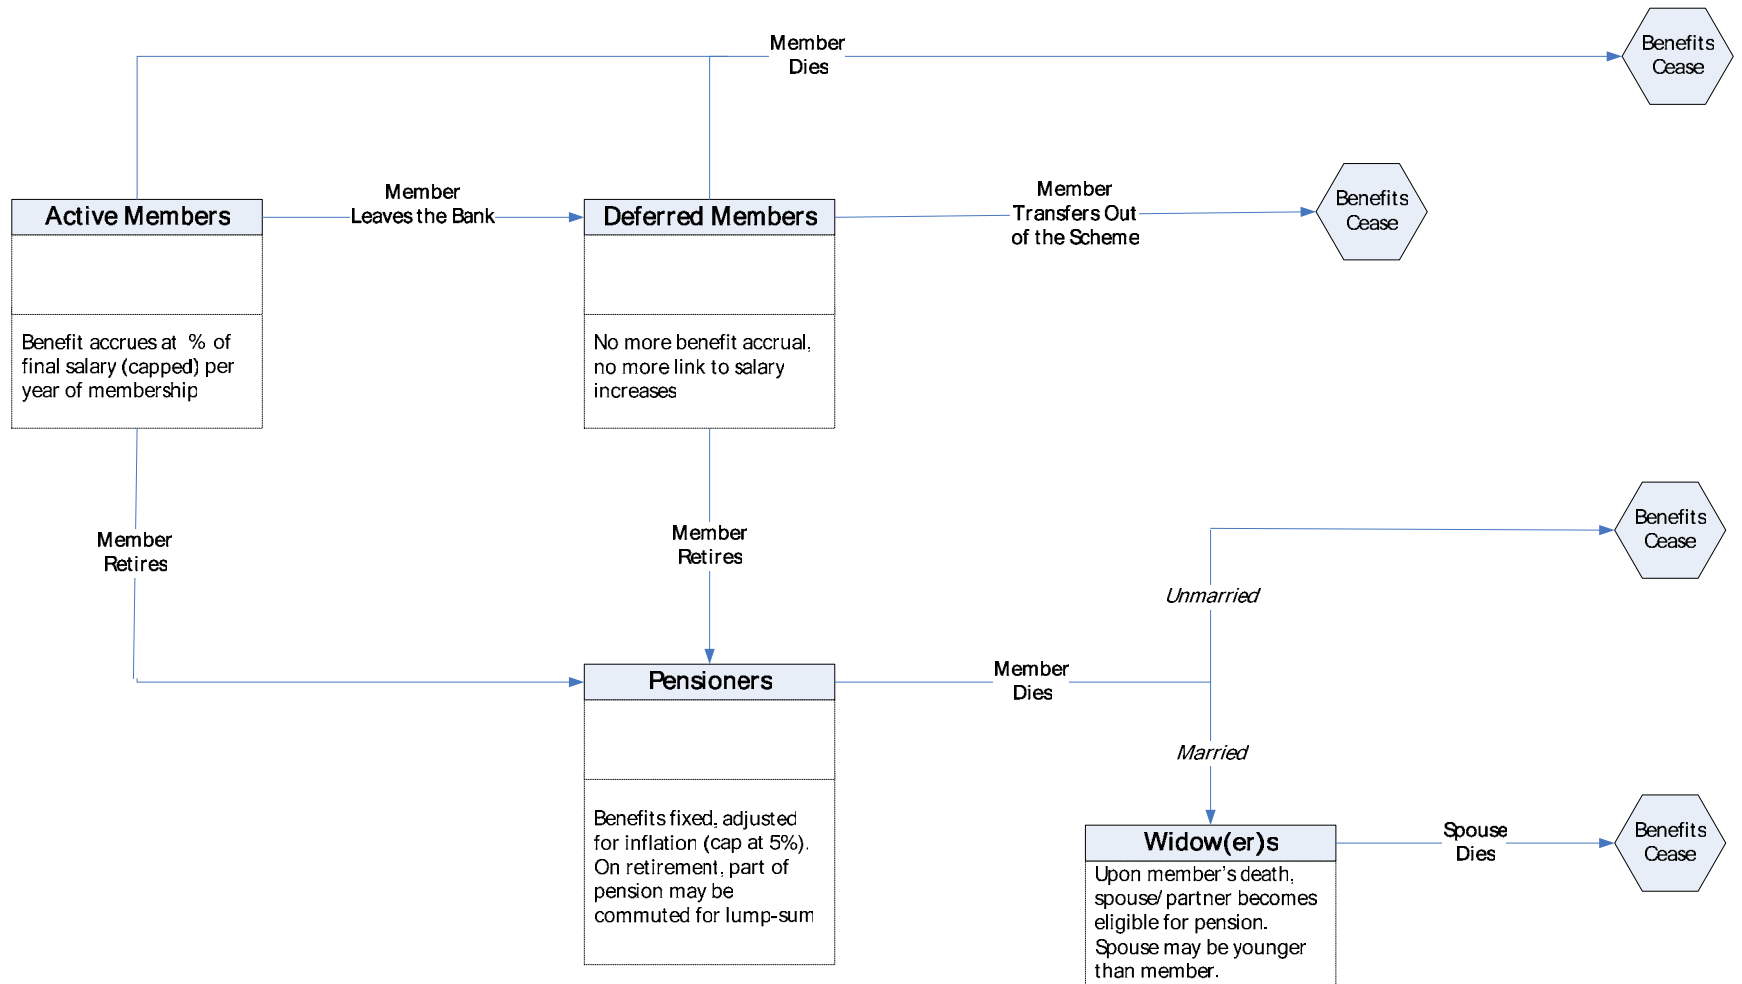 Member
Dies
Benefits
Cease
Member
Leaves the Bank
Member
Transfers Out
of the Scheme
Benefits
Cease
Active Members
Benefit accrues at % of
final salary (capped) per
year of membership
Deferred Members
No more benefit accrual,
no more link to salary
increases
Member
Retires
Member
Retires
Unmarried
Benefits
Cease
Pensioners
Benefits fixed, adjusted
for inflation (cap at 5%).
On retirement, part of
pension may be
commuted for lump-sum
Member
Dies
Married
Widow(er)s
Upon member's death,
spouse/ partner becomes
eligible for pension.
Spouse may be younger
than member.
Spouse
Dies
Benefits
Cease